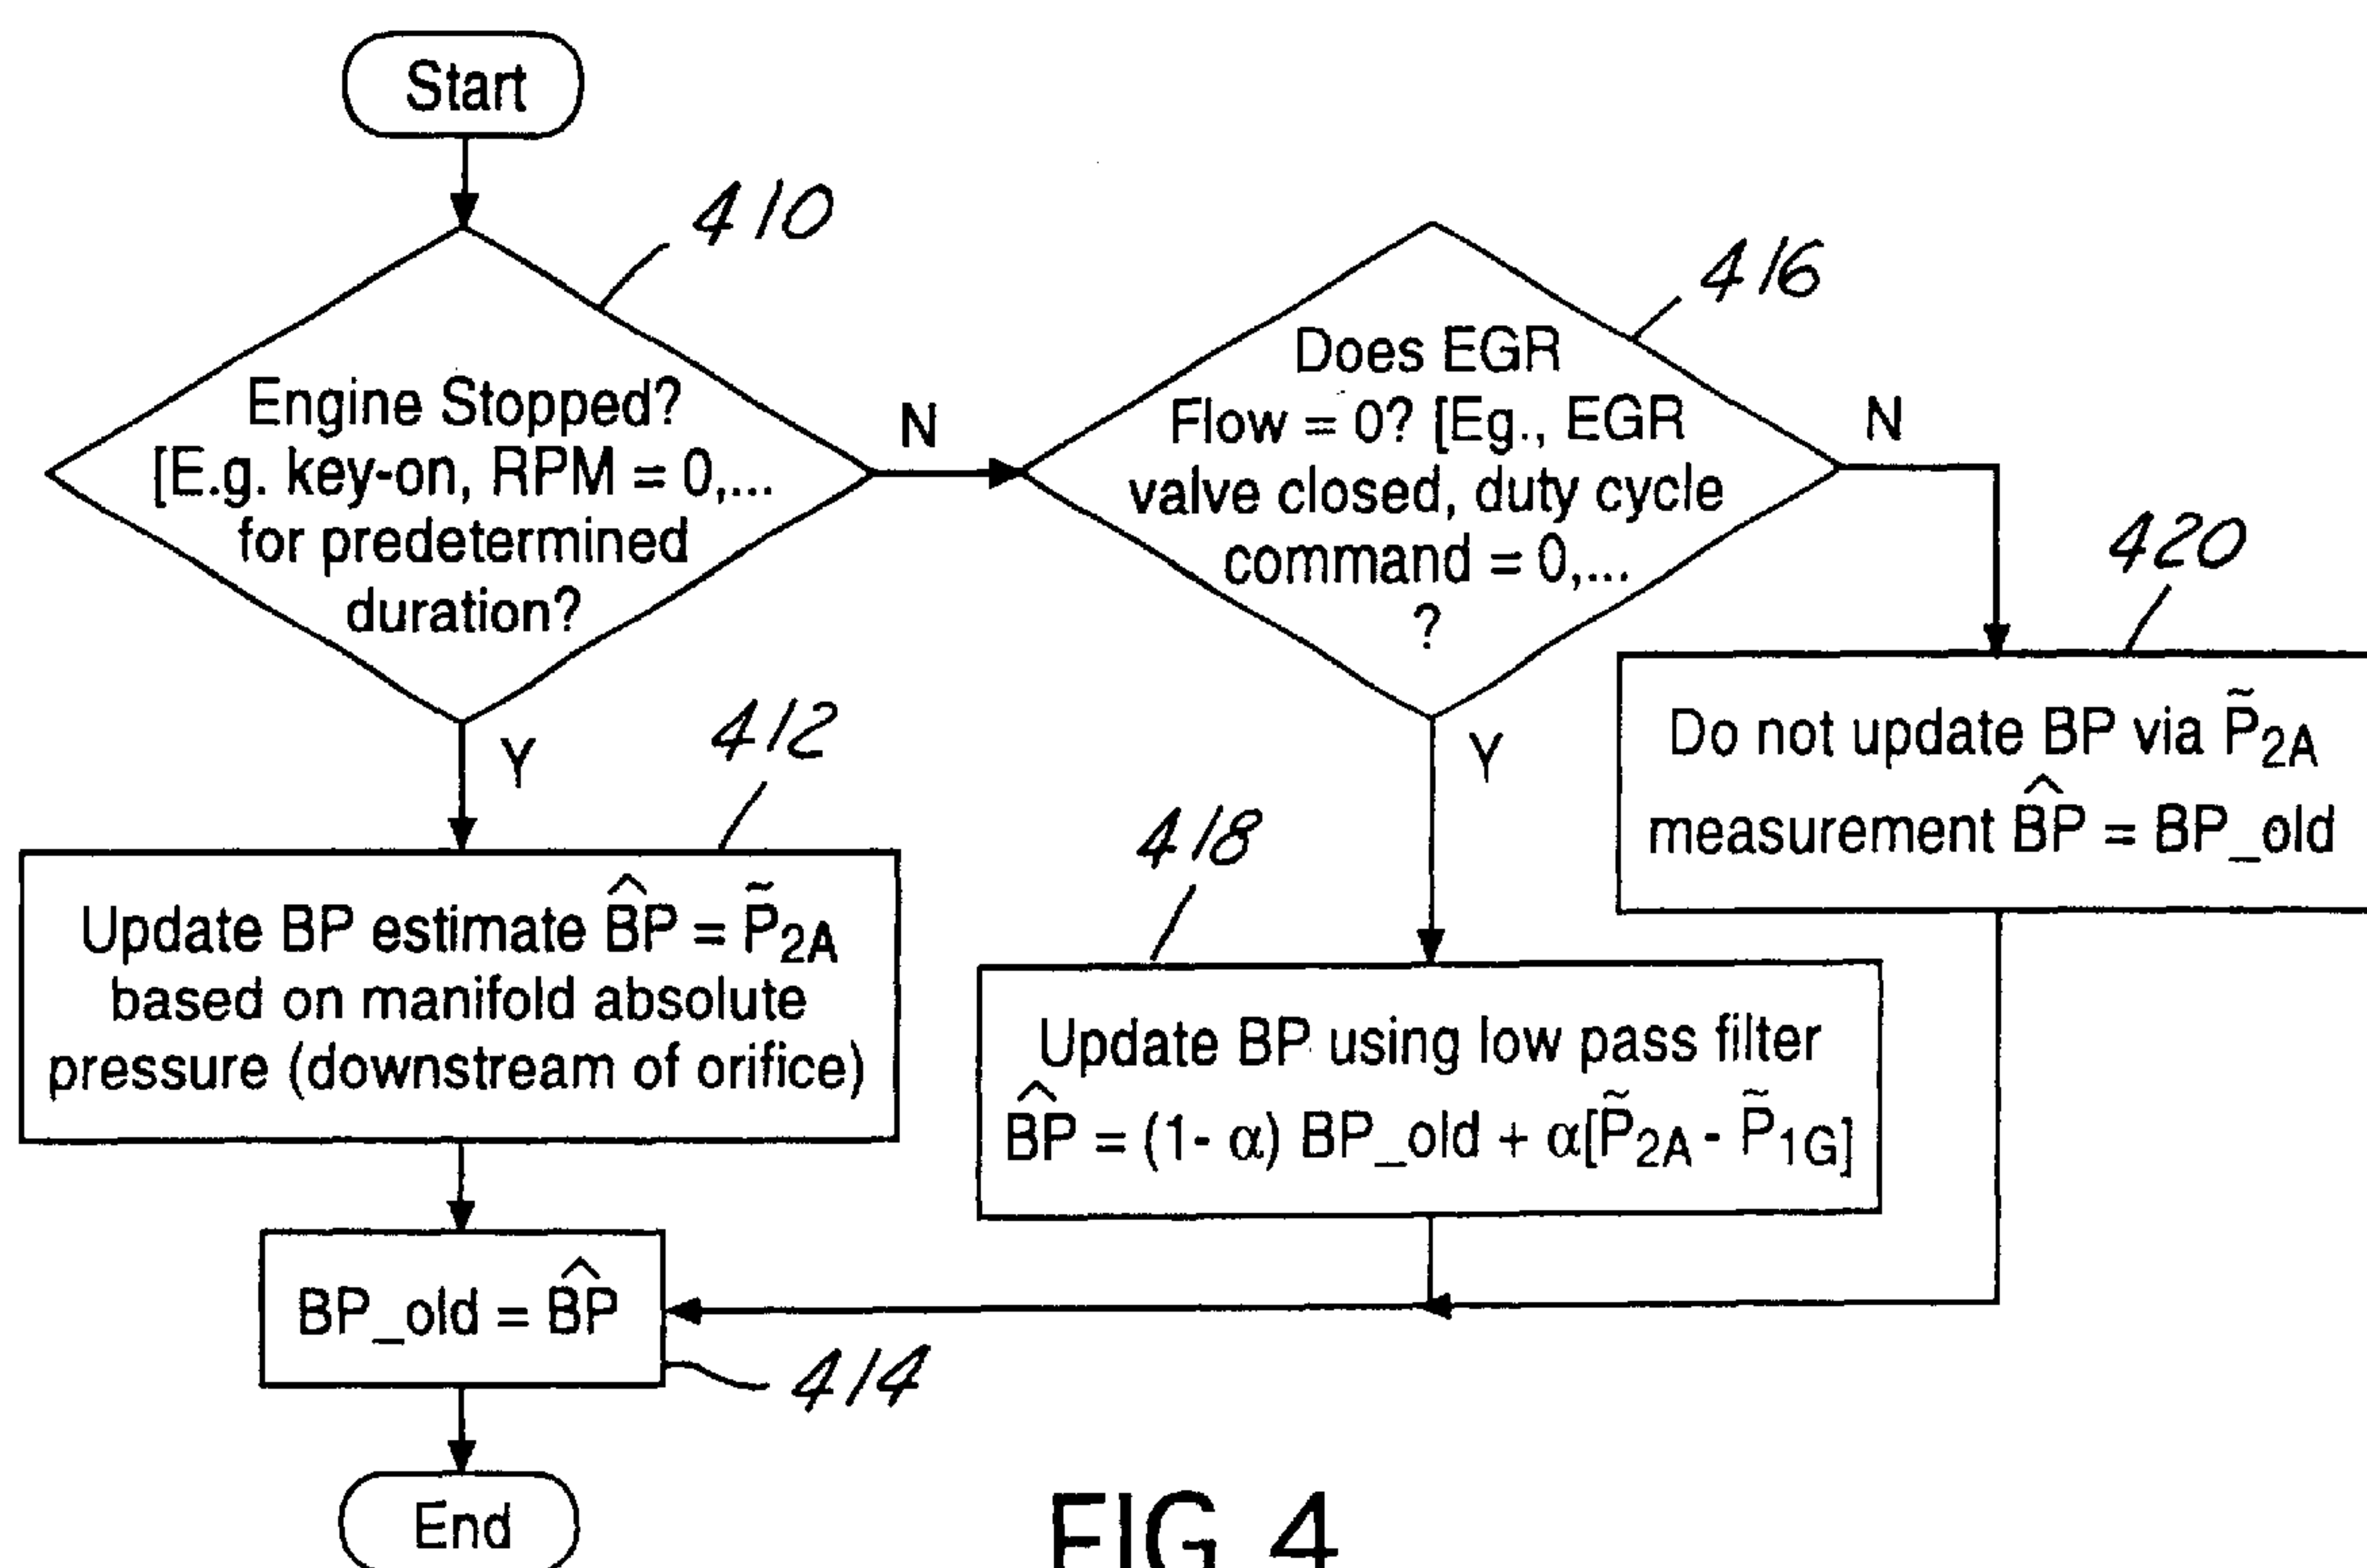 Start
410
Engine Stopped?
[E.g. key-on, RPM = 0,...
for predetermined
duration?
N
416
Does EGR
Flow = 0? [Eg., EGR
valve closed, duty cycle
command = 0,...
?
N
420
Do not update BP via P̃2A
measurement B̂P = BP_old
Y
412
Update BP estimate B̂P = P̃2A
based on manifold absolute
pressure (downstream of orifice)
Y
418
Update BP using low pass filter
B̂P = (1- α) BP_old + α[P̃2A - P̃1G]
BP_old = B̂P
414
End
FIG 4